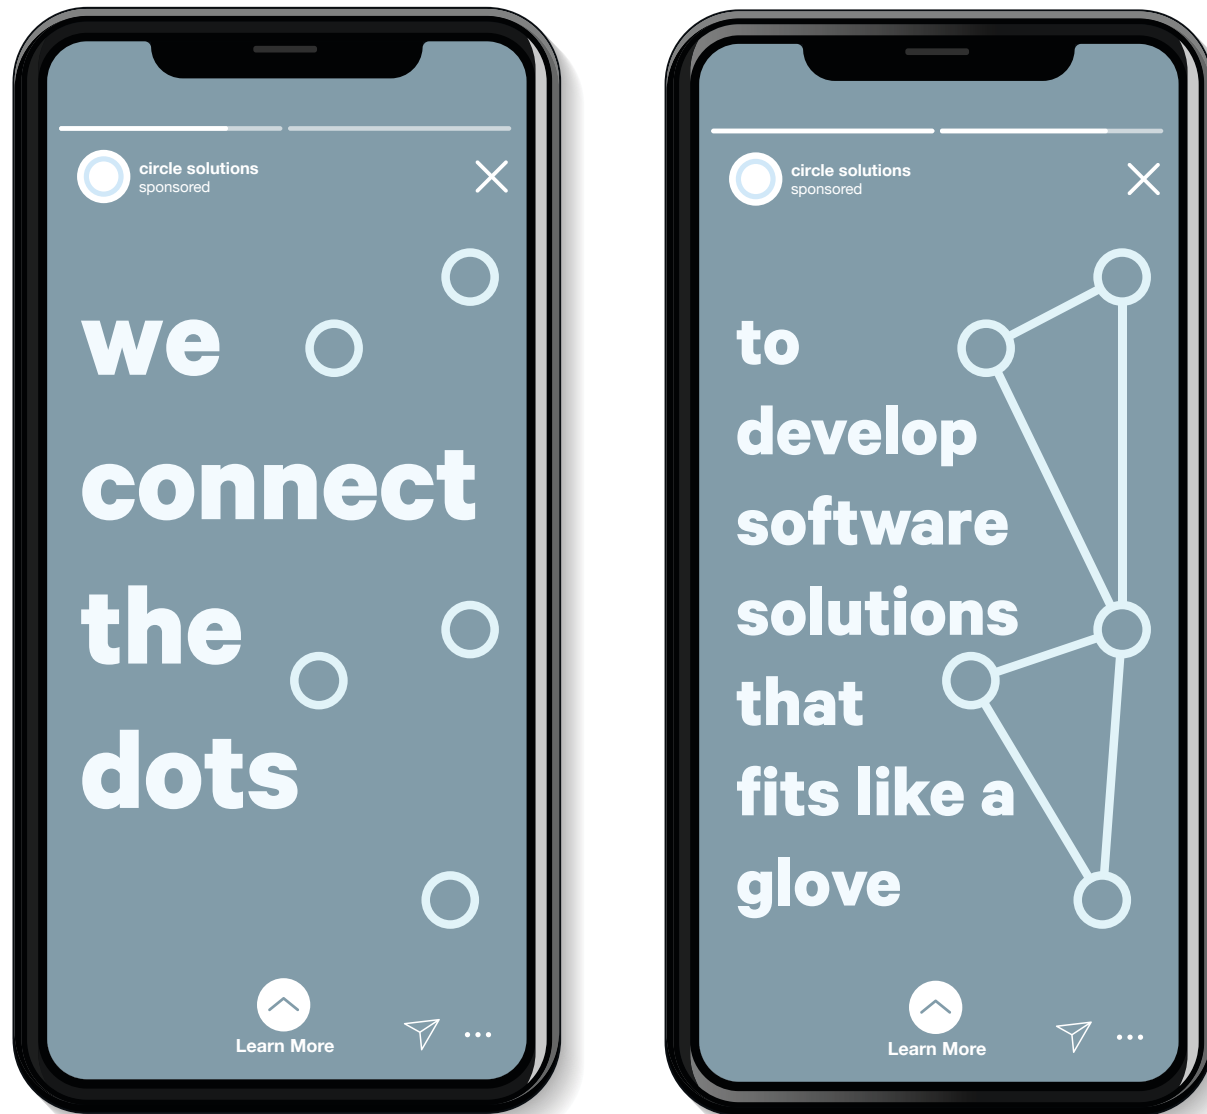 circle solutions
sponsored
we
connect
the
dots
Learn More
circle solutions
sponsored
to
develop
software
solutions
that
fits like a
glove
Learn More